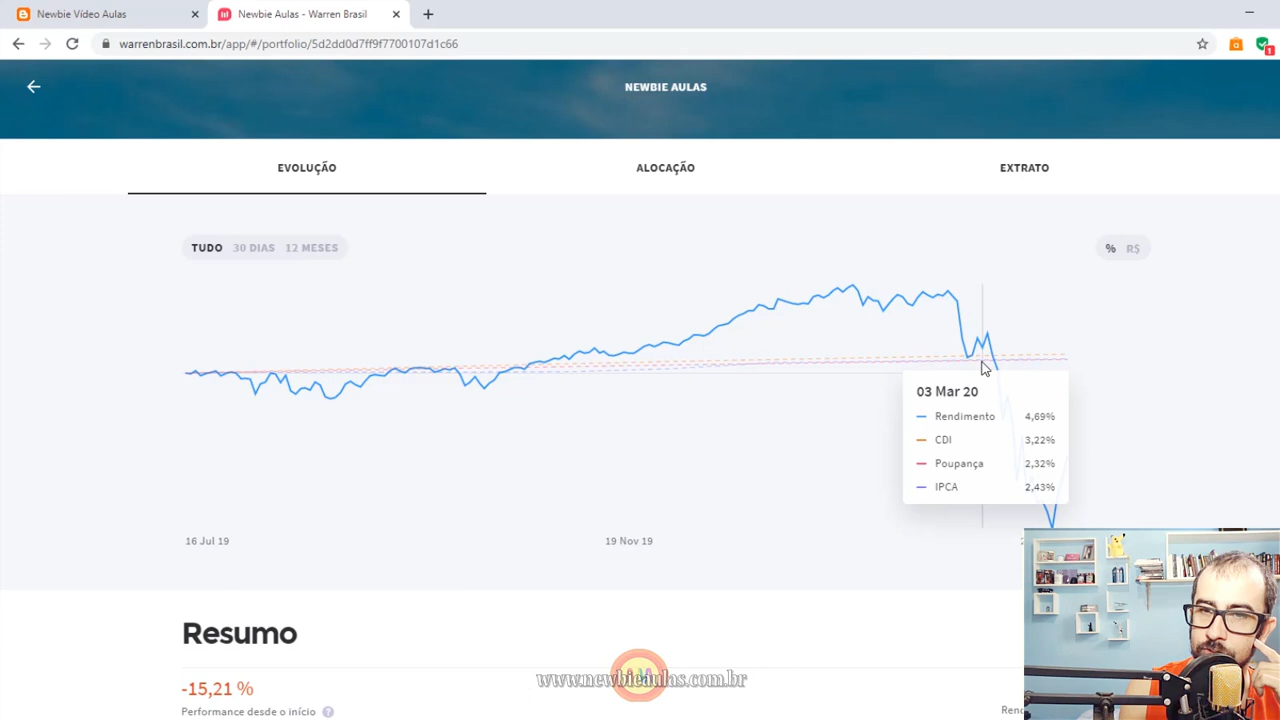 Newbie Vídeo Aulas
Newbie Aulas - Warren Brasil
warrenbrasil.com.br/app/#/portfolio/5d2dd0d7ff9f7700107d1c66
1
NEWBIE AULAS
EVOLUÇÃO
ALOCAÇÃO
EXTRATO
TUDO 30 DIAS 12 MESES
% R$
03 Mar 20
Rendimento 4,69%
CDI 3,22%
Poupança 2,32%
IPCA 2,43%
16 Jul 19
19 Nov 19
Resumo
www.newbieaulas.com.br
-15,21 %
Performance desde o início ?